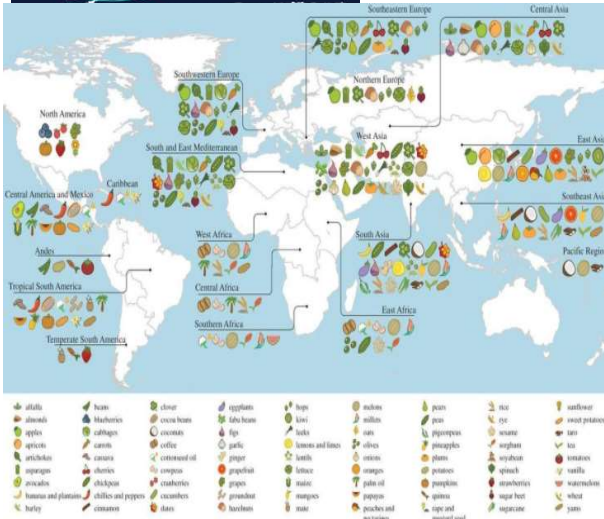 Southeastern Europe
Central Asia
Southwestern Europe
Northern Europe
North America
West Asia
East Asia
South and East Mediterranean
Central America and Mexico
Caribbean
Southeast Asia
West Africa
South Asia
Andes
Pacific Region
Tropical South America
Central Africa
East Africa
Southern Africa
Temperate South America
alfalfa
almonds
apples
apricots
artichokes
asparagus
avocados
bananas and plantains
barley
beans
blueberries
cabbages
carrots
cassava
cherries
chickpeas
chillies and peppers
cinnamon
clover
cocoa beans
coconuts
coffee
cottonseed oil
cowpeas
cranberries
cucumbers
dates
eggplants
faba beans
figs
garlic
ginger
grapefruit
grapes
groundnut
hazelnuts
hops
kiwi
leeks
lemons and limes
lentils
lettuce
maize
mangoes
mate
melons
millets
oats
olives
onions
oranges
palm oil
papayas
peaches and
nectarines
pears
peas
pigeonpeas
pineapples
plums
potatoes
pumpkins
quinoa
rape and
mustard seed
rice
rye
sesame
sorghum
soyabean
spinach
strawberries
sugar beet
sugarcane
sunflower
sweet potatoes
taro
tea
tomatoes
vanilla
watermelons
wheat
yams